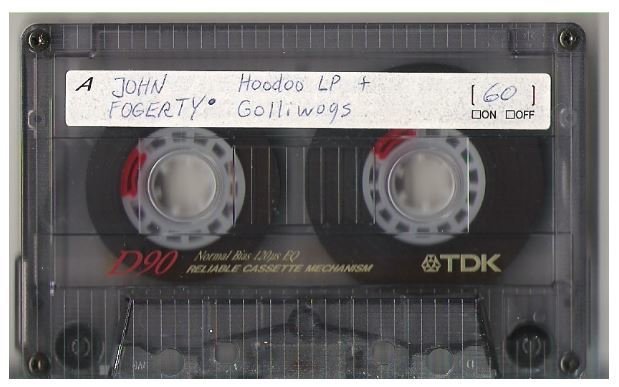 A JOHN Hoodoo LP + [60]
FOGERTY• Golliwogs ☐ON ☐OFF
D90 Normal Bias 120µs EQ
RELIABLE CASSETTE MECHANISM
TDK